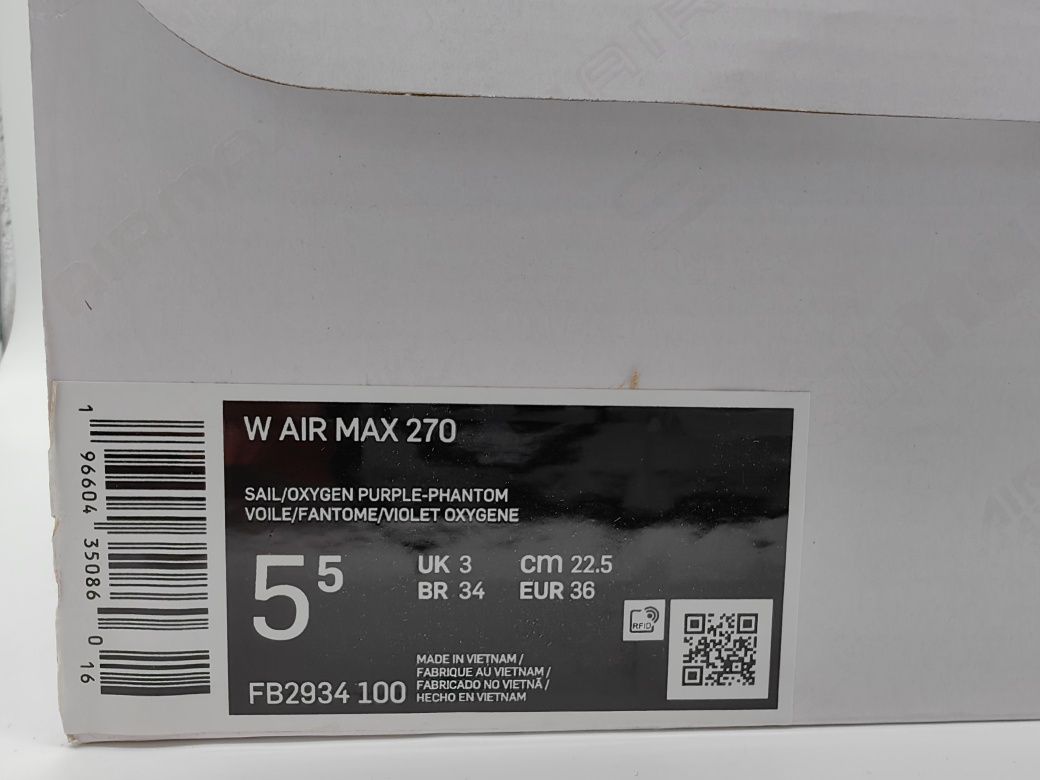 AIR
AIRMAX
W AIR MAX 270
SAIL/OXYGEN PURPLE-PHANTOM
VOILE/FANTOME/VIOLET OXYGENE
5⁵
UK 3 cm 22.5
BR 34 EUR 36
RFID
MADE IN VIETNAM /
FABRIQUE AU VIETNAM /
FABRICADO NO VIETNÃ /
HECHO EN VIETNAM
FB2934 100
1 96604 35086 0 16